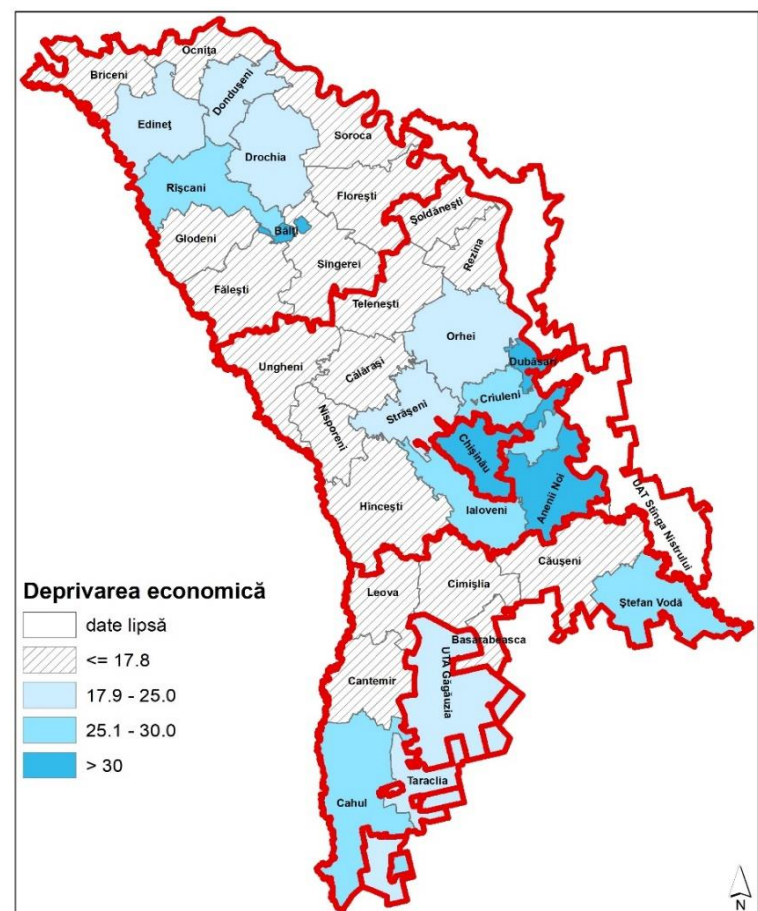 Ocnița
Briceni
Dondușeni
Edineț
Soroca
Drochia
Rîșcani
Florești
Șoldănești
Bălți
Glodeni
Rezina
Sîngerei
Fălești
Telenești
Orhei
Ungheni
Călărași
Dubăsari
Criuleni
Strășeni
Nisporeni
Chișinău
Anenii Noi
Ialoveni
Hîncești
UAT Stînga Nistrului
Căușeni
Cimișlia
Leova
Ștefan Vodă
Basarabeasca
UTA Găgăuzia
Cantemir
Taraclia
Cahul
Deprivarea economică
date lipsă
<= 17.8
17.9 - 25.0
25.1 - 30.0
> 30
N